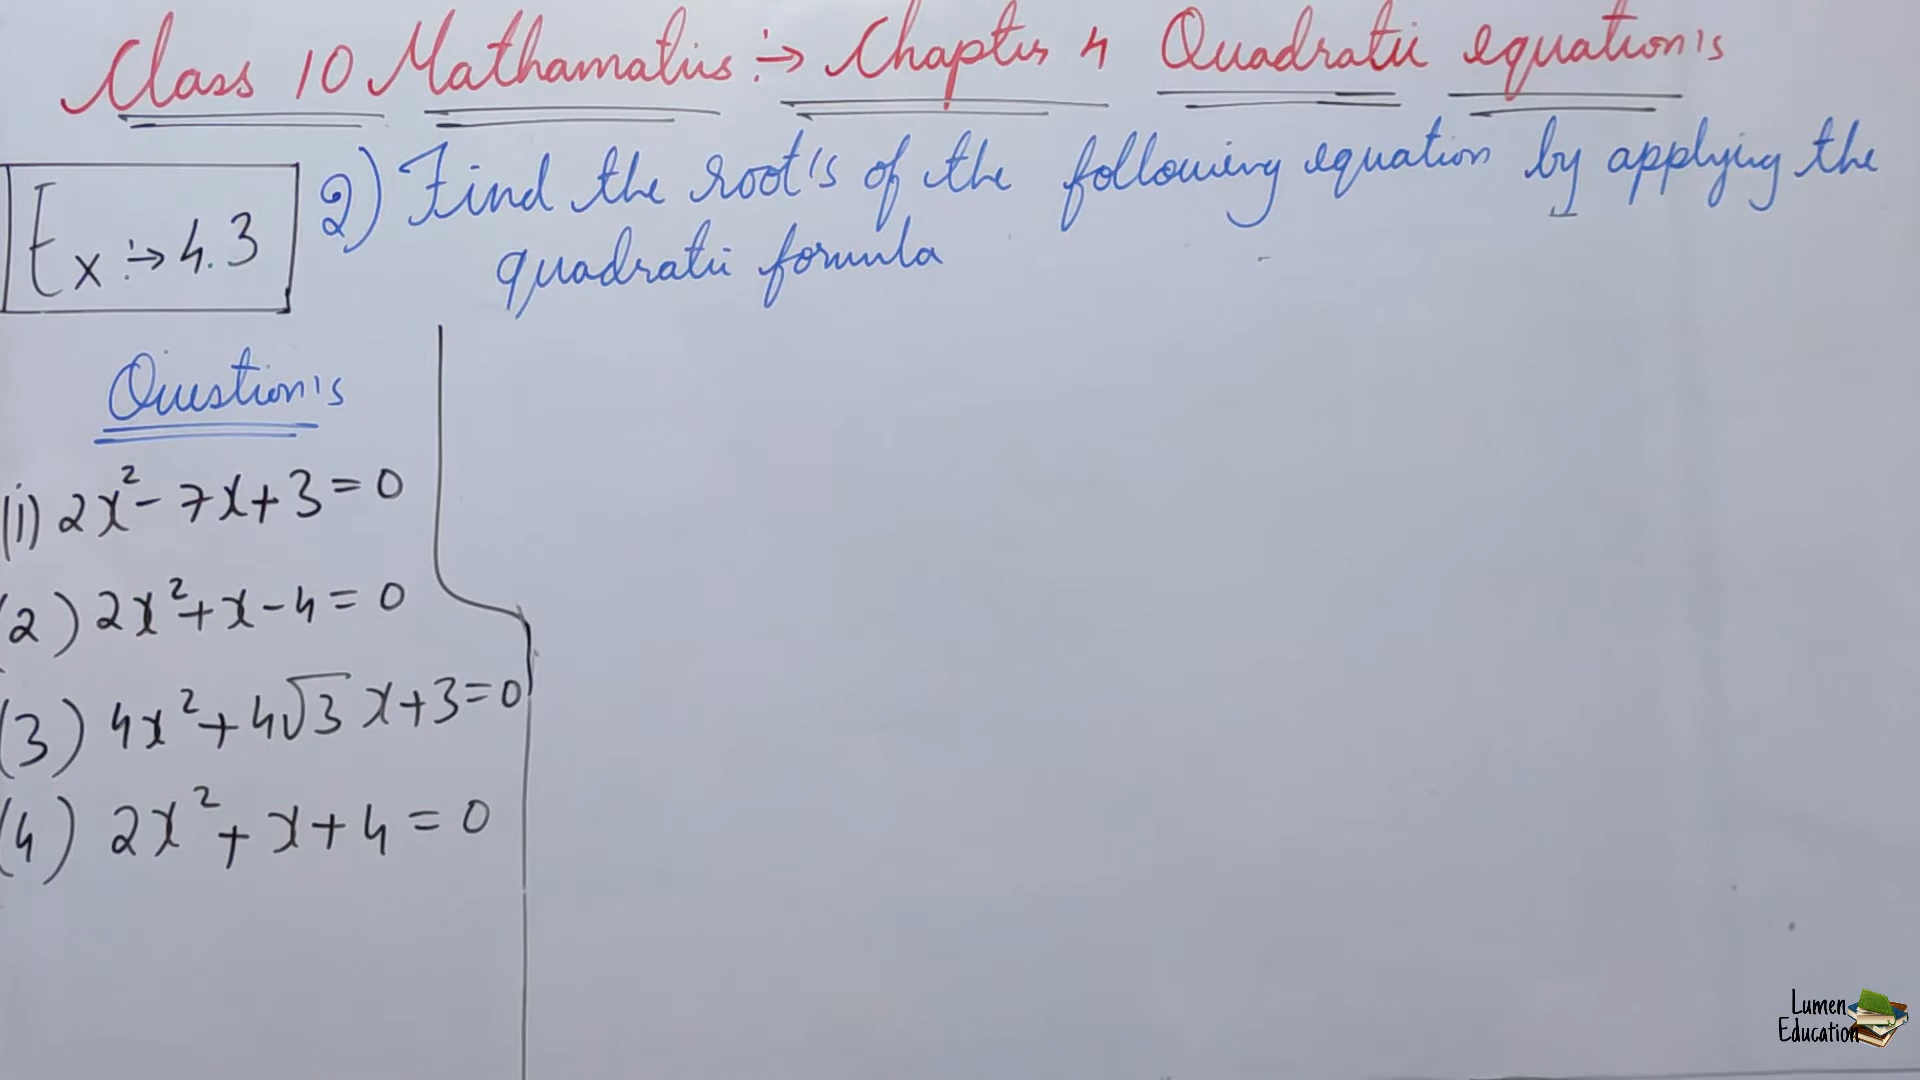 Class 10 Mathamatics :→ Chapter 4 Quadratic equation's
Ex :→ 4.3
2) Find the root's of the following equation by applying the
quadratic formula
Question's
(i) 2x² - 7x + 3 = 0
(2) 2x² + x - 4 = 0
(3) 4x² + 4√3 x + 3 = 0
(4) 2x² + x + 4 = 0
Lumen
Education